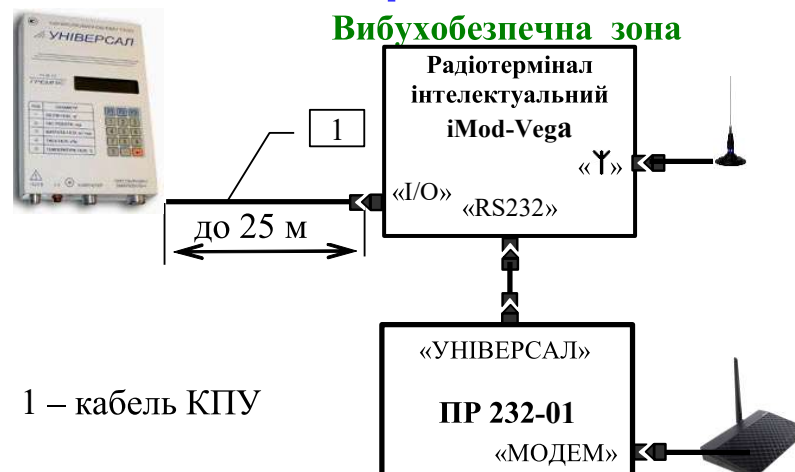 Вибухобезпечна зона
УНІВЕРСАЛ
Радіотермінал
інтелектуальний
iMod-Vega
1
«I/O»
«RS232»
до 25 м
«УНІВЕРСАЛ»
1 – кабель КПУ
ПР 232-01
«МОДЕМ»